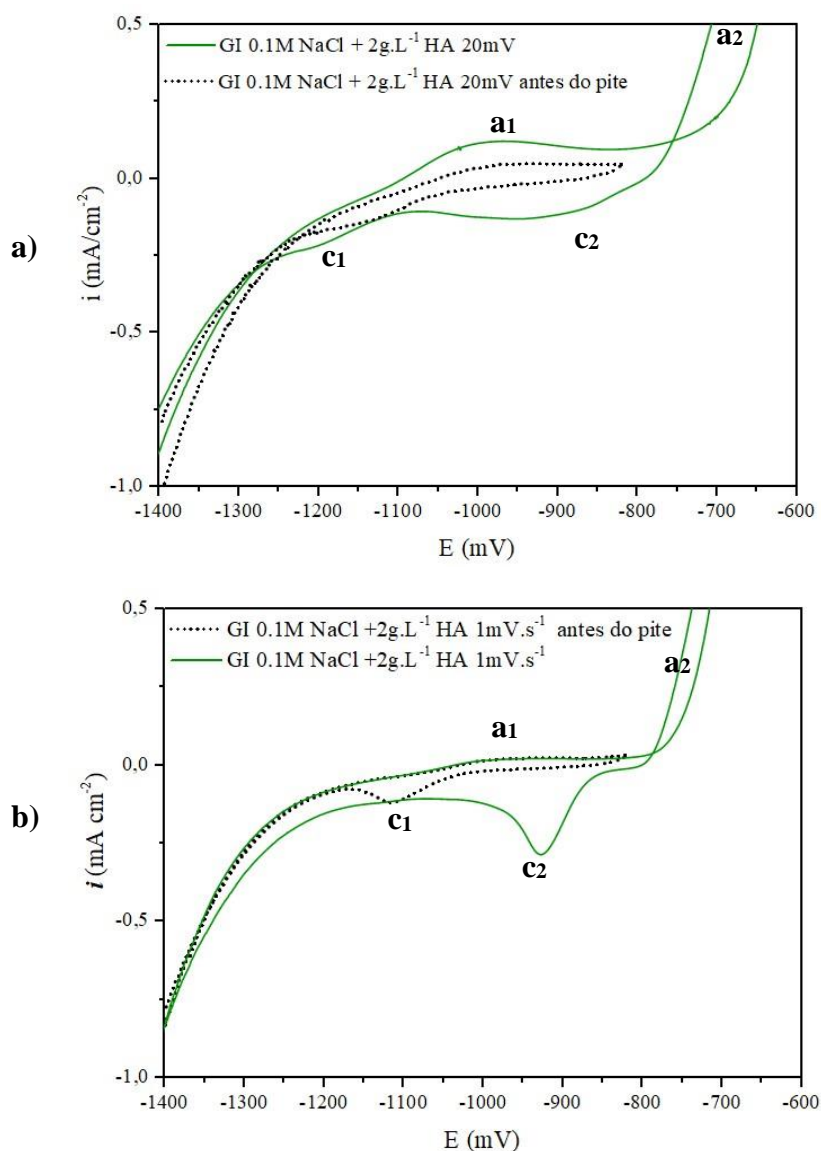 a)
GI 0.1M NaCl + 2g.L⁻¹ HA 20mV
GI 0.1M NaCl + 2g.L⁻¹ HA 20mV antes do pite
a₁
a₂
c₁
c₂
i (mA/cm⁻²)
0,5
0,0
-0,5
-1,0
-1400 -1300 -1200 -1100 -1000 -900 -800 -700 -600
E (mV)
b)
GI 0.1M NaCl +2g.L⁻¹ HA 1mV.s⁻¹ antes do pite
GI 0.1M NaCl +2g.L⁻¹ HA 1mV.s⁻¹
a₁
a₂
c₁
c₂
i (mA cm⁻²)
0,5
0,0
-0,5
-1,0
-1400 -1300 -1200 -1100 -1000 -900 -800 -700 -600
E (mV)